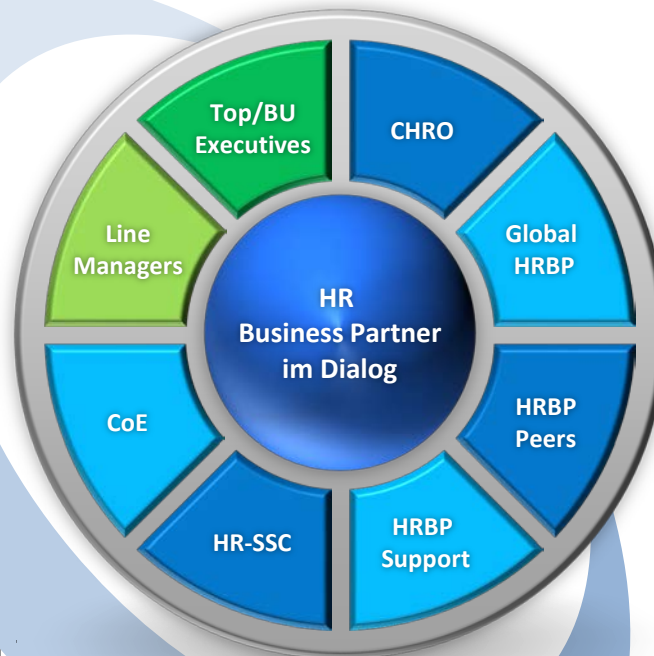 Top/BU
Executives
CHRO
Global
HRBP
HRBP
Peers
HRBP
Support
HR-SSC
CoE
Line
Managers
HR
Business Partner
im Dialog